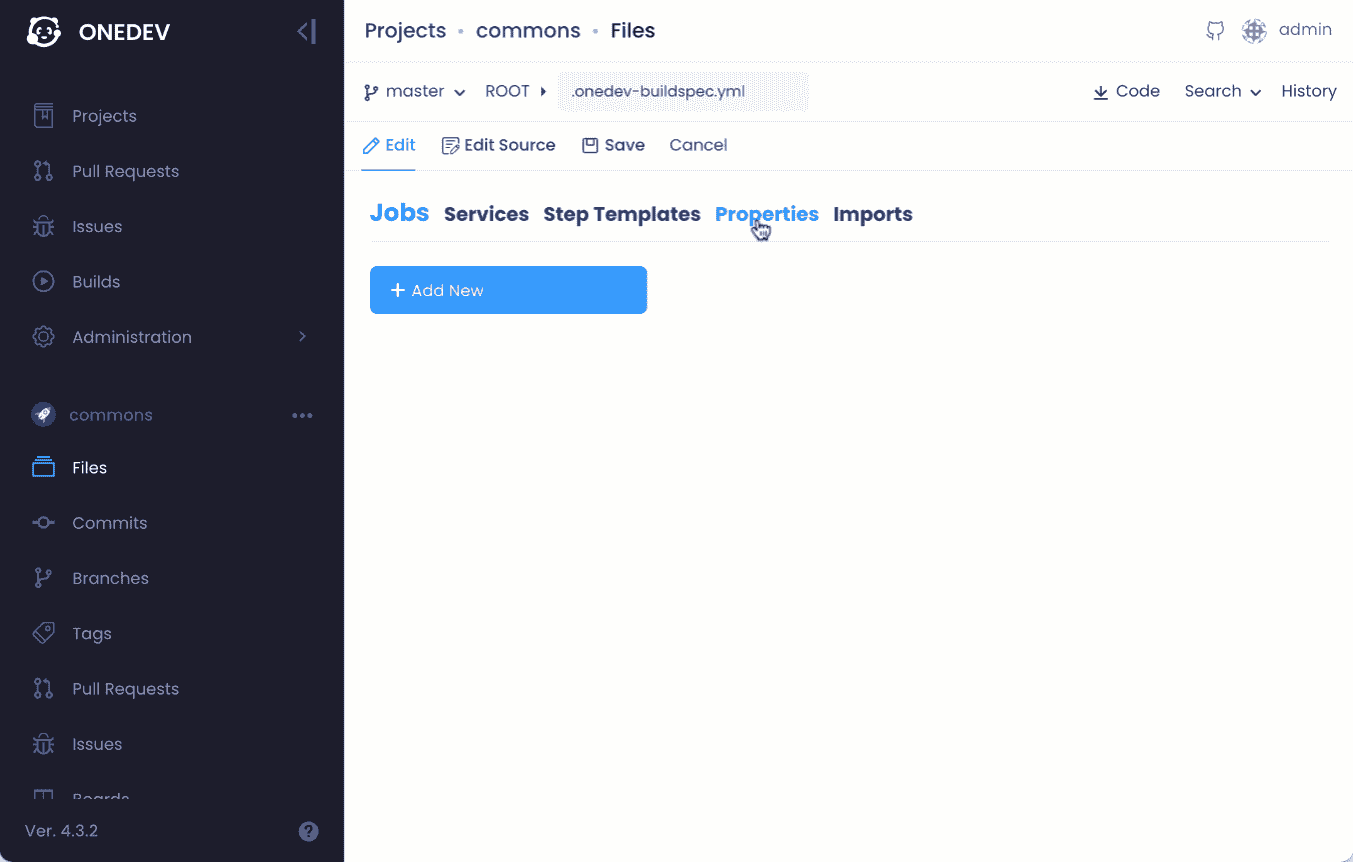 ONEDEV
Projects
Pull Requests
Issues
Builds
Administration
commons
Files
Commits
Branches
Tags
Pull Requests
Issues
Boards
Ver. 4.3.2
?
Projects • commons • Files
admin
master ROOT .onedev-buildspec.yml Code Search History
Edit Edit Source Save Cancel
Jobs Services Step Templates Properties Imports
+ Add New